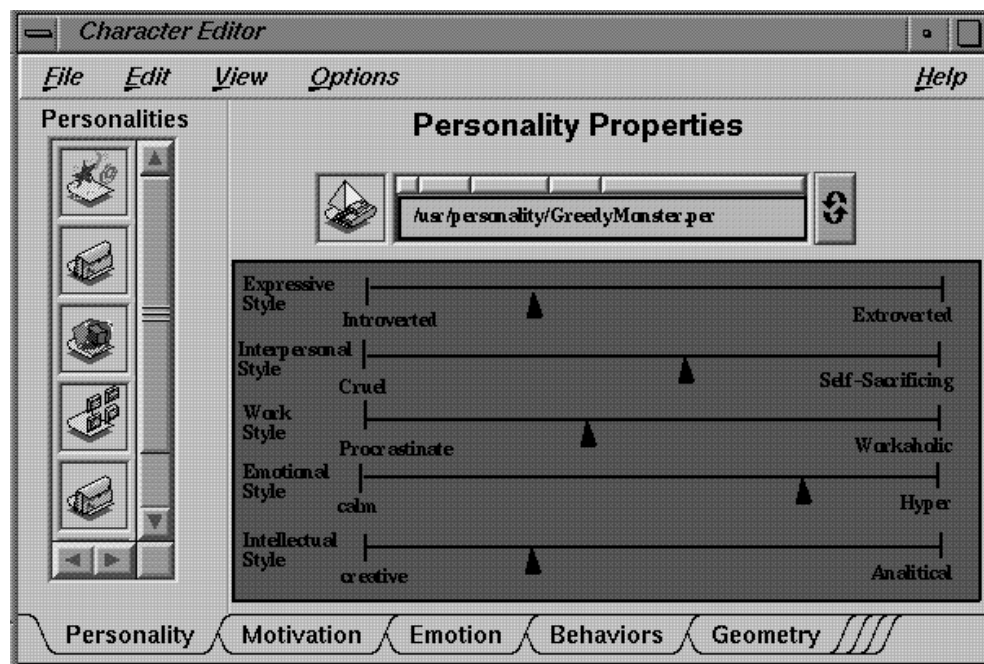 Character Editor
File Edit View Options Help
Personalities
Personality Properties
/usr/personality/GreedyMonster.per
Expressive
Style
Introverted
Extroverted
Interpersonal
Style
Cruel
Self-Sacrificing
Work
Style
Procrastinate
Workaholic
Emotional
Style
calm
Hyper
Intellectual
Style
creative
Analitical
Personality Motivation Emotion Behaviors Geometry